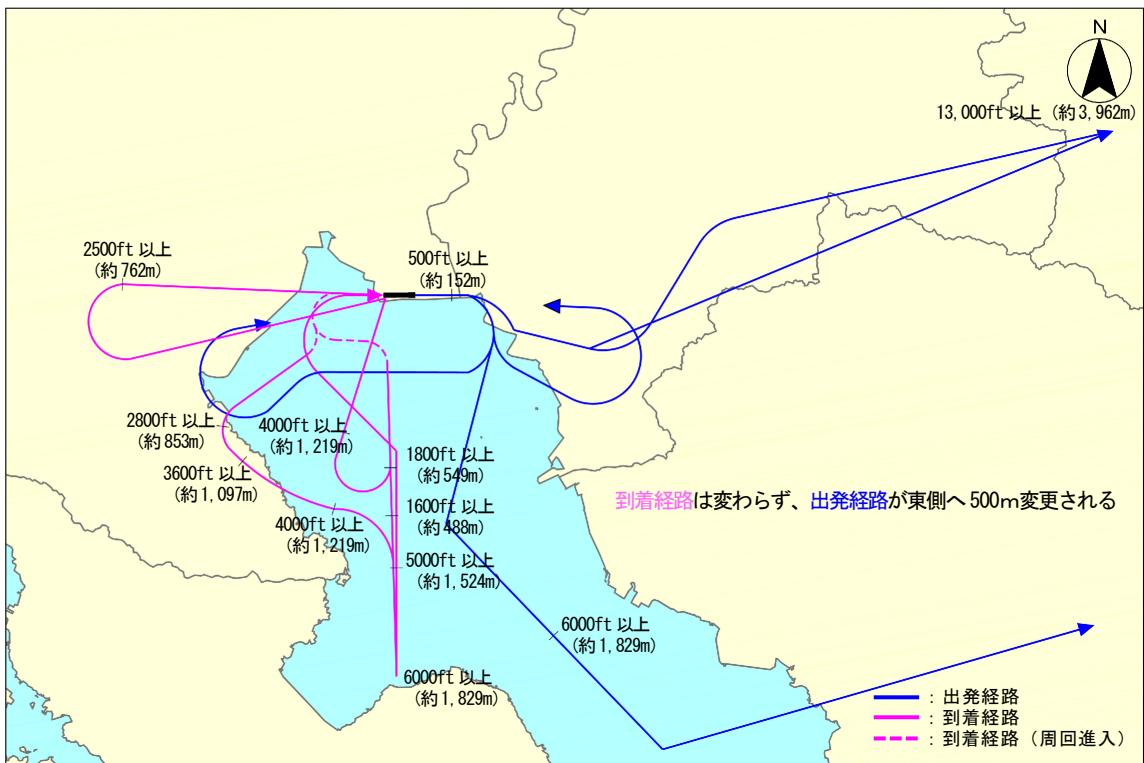 N
13,000ft 以上 (約3,962m)
2500ft 以上
(約762m)
500ft 以上
(約152m)
2800ft 以上
(約853m)
4000ft 以上
(約1,219m)
3600ft 以上
(約1,097m)
1800ft 以上
(約549m)
4000ft 以上
(約1,219m)
1600ft 以上
(約488m)
到着経路は変わらず、出発経路が東側へ500m変更される
5000ft 以上
(約1,524m)
6000ft 以上
(約1,829m)
6000ft 以上
(約1,829m)
：出発経路
：到着経路
：到着経路（周回進入）